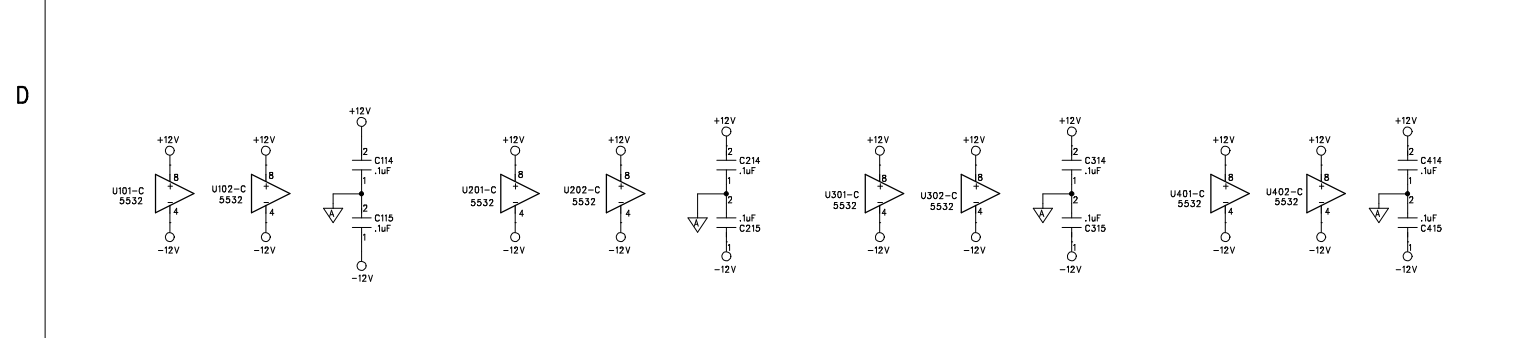 D
+12V
8
U101-C
5532
+
−
4
-12V
+12V
8
U102-C
5532
+
−
4
-12V
+12V
2
C114
.1uF
1
A
2
C115
.1uF
1
-12V
+12V
8
U201-C
5532
+
−
4
-12V
+12V
8
U202-C
5532
+
−
4
-12V
+12V
2
C214
.1uF
1
A
2
.1uF
C215
1
-12V
+12V
8
U301-C
5532
+
−
4
-12V
+12V
8
U302-C
5532
+
−
4
-12V
+12V
2
C314
.1uF
1
A
2
.1uF
C315
1
-12V
+12V
8
U401-C
5532
+
−
4
-12V
+12V
8
U402-C
5532
+
−
4
-12V
+12V
2
C414
.1uF
1
A
2
.1uF
C415
1
-12V